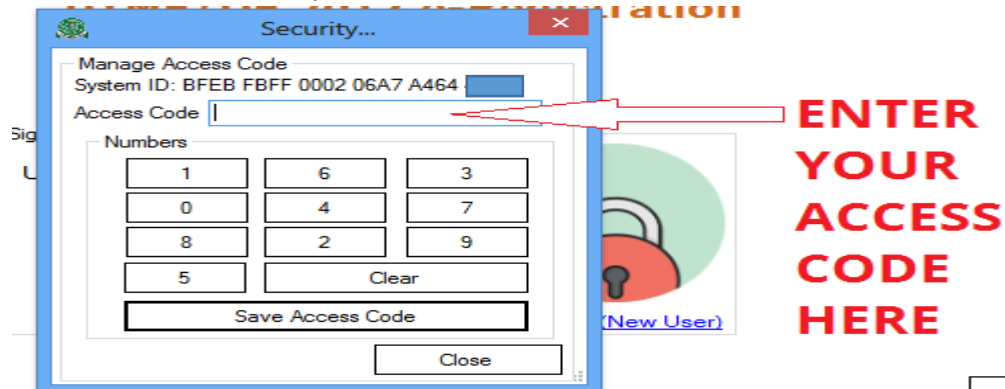 Security...
Manage Access Code
System ID: BFEB FBFF 0002 06A7 A464
Access Code
Numbers
1 6 3
0 4 7
8 2 9
5 Clear
Save Access Code
Close
(New User)
ENTER
YOUR
ACCESS
CODE
HERE